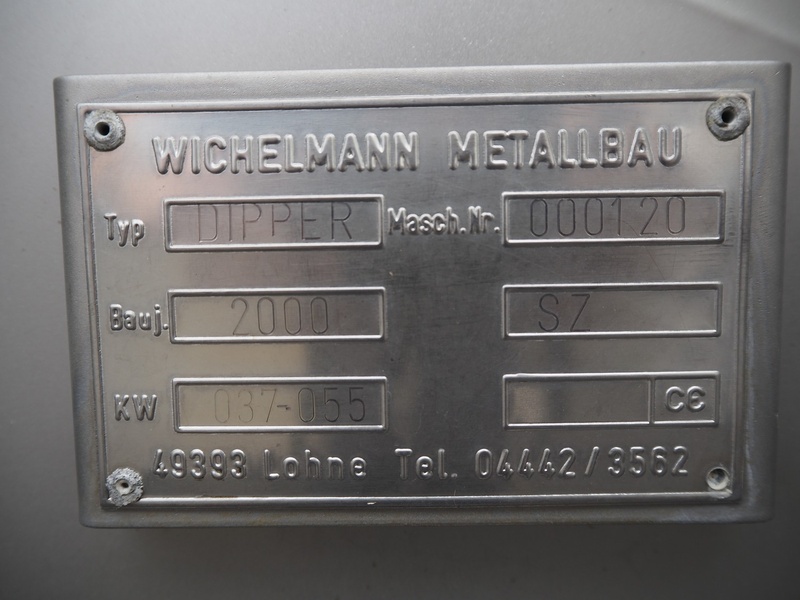 WICHELMANN METALLBAU
Typ DIPPER Masch.Nr. 000120
Bauj. 2000 SZ
KW 037-055 CE
49393 Lohne Tel. 04442/3562